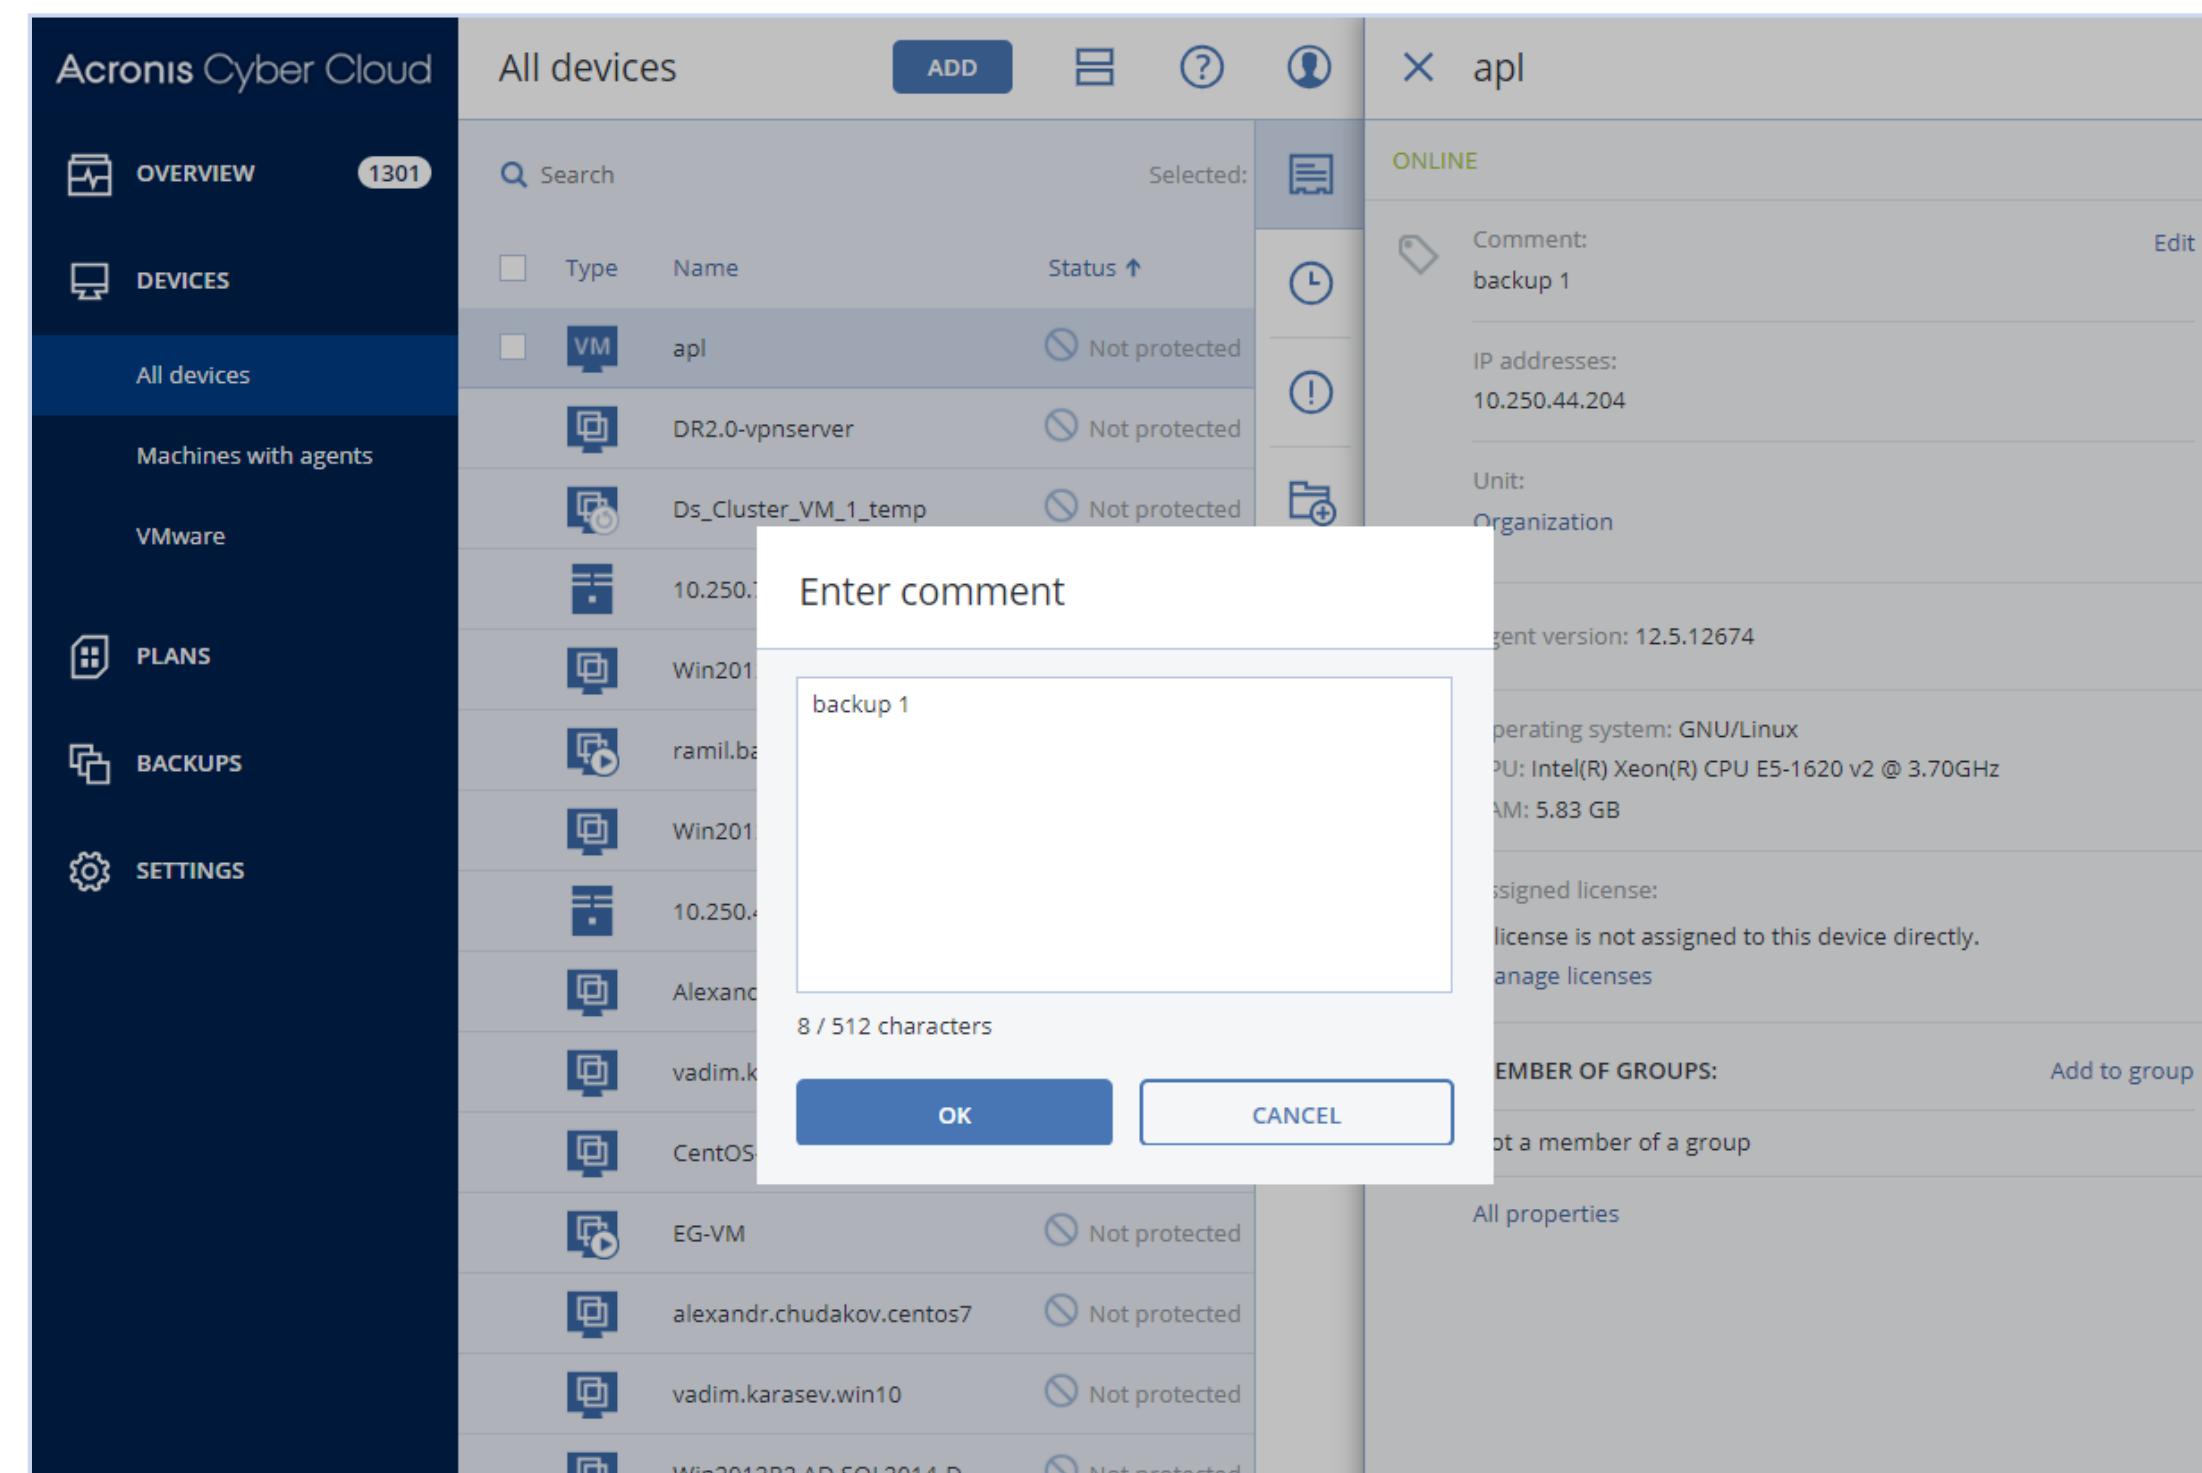 Acronis Cyber Cloud
OVERVIEW 1301
DEVICES
All devices
Machines with agents
VMware
PLANS
BACKUPS
SETTINGS
All devices ADD
Search Selected:
Type Name Status
VM apl Not protected
DR2.0-vpnserver Not protected
Ds_Cluster_VM_1_temp Not protected
10.250.
Win201
ramil.ba
Win201
10.250.4
Alexand
vadim.k
CentOS-
EG-VM Not protected
alexandr.chudakov.centos7 Not protected
vadim.karasev.win10 Not protected
Enter comment
backup 1
8 / 512 characters
OK CANCEL
apl
ONLINE
Comment: Edit
backup 1
IP addresses:
10.250.44.204
Unit:
Organization
gent version: 12.5.12674
perating system: GNU/Linux
PU: Intel(R) Xeon(R) CPU E5-1620 v2 @ 3.70GHz
AM: 5.83 GB
ssigned license:
license is not assigned to this device directly.
anage licenses
EMBER OF GROUPS: Add to group
ot a member of a group
All properties